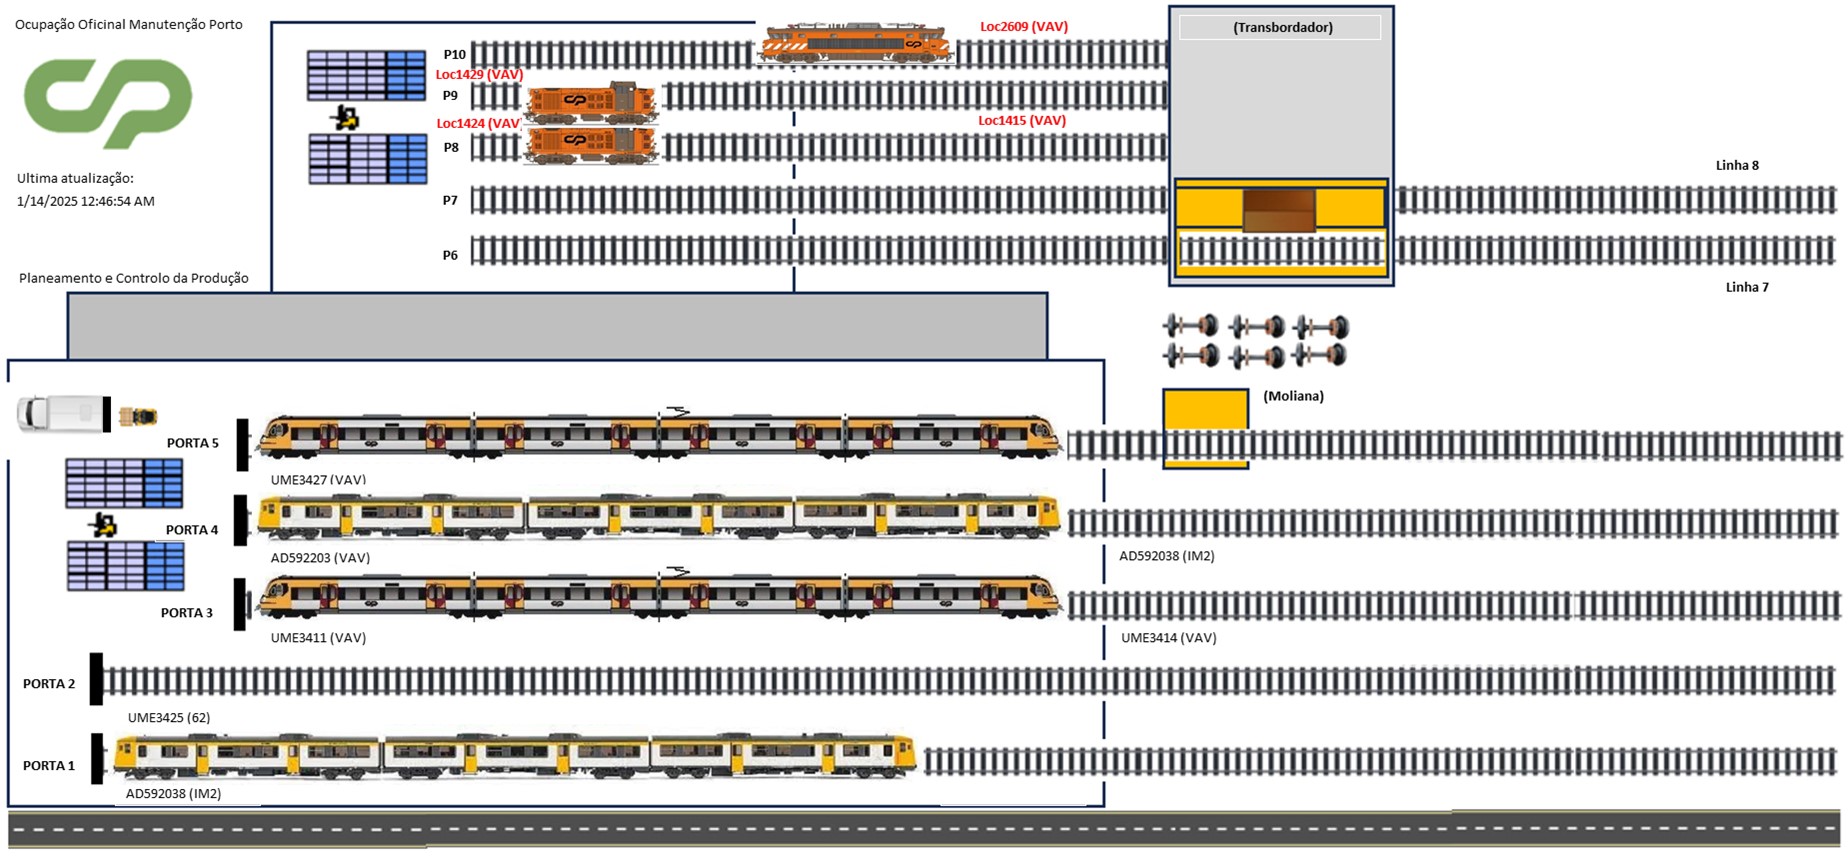 Ocupação Oficinal Manutenção Porto
Ultima atualização:
1/14/2025 12:46:54 AM
Planeamento e Controlo da Produção
P10
Loc2609 (VAV)
(Transbordador)
Loc1429 (VAV)
P9
Loc1424 (VAV)
Loc1415 (VAV)
P8
P7
Linha 8
P6
Linha 7
(Moliana)
PORTA 5
UME3427 (VAV)
PORTA 4
AD592203 (VAV)
AD592038 (IM2)
PORTA 3
UME3411 (VAV)
UME3414 (VAV)
PORTA 2
UME3425 (62)
PORTA 1
AD592038 (IM2)